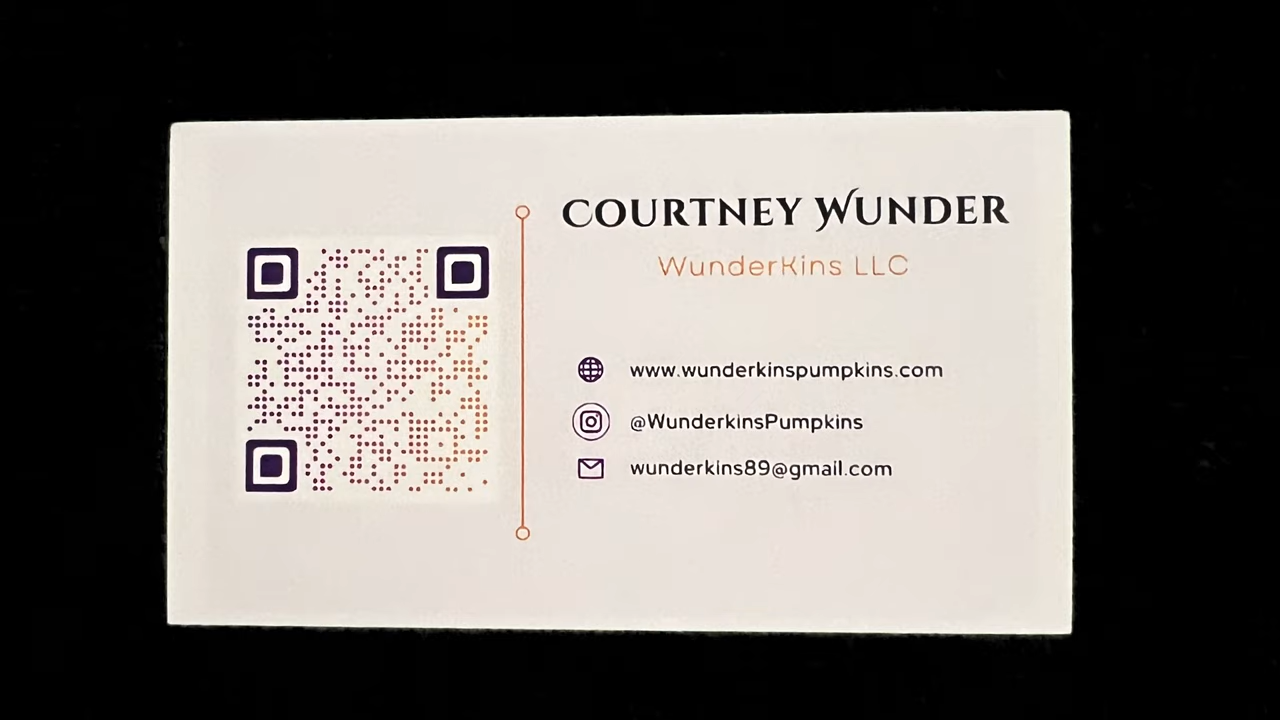 COURTNEY WUNDER
WunderKins LLC
www.wunderkinspumpkins.com
@WunderkinsPumpkins
wunderkins89@gmail.com